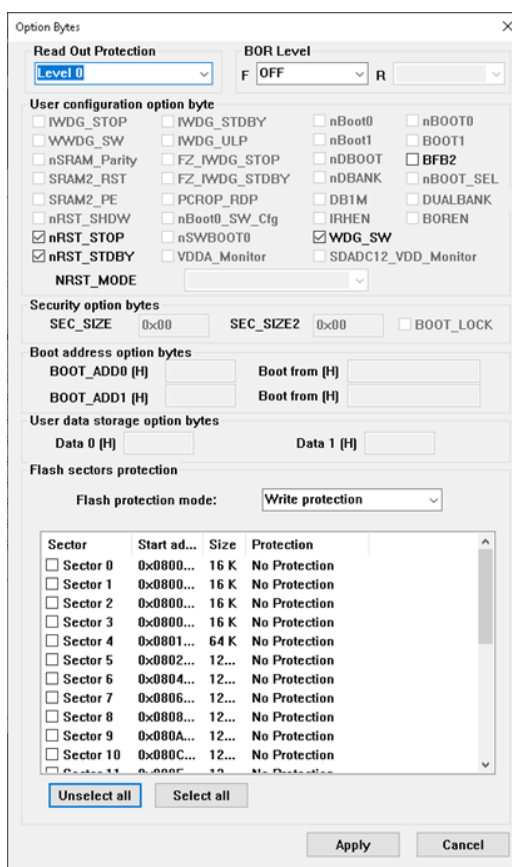 Option Bytes
Read Out Protection BOR Level
Level 0 F OFF R
User configuration option byte
IWDG_STOP IWDG_STDBY nBoot0 nBOOT0
WWDG_SW IWDG_ULP nBoot1 BOOT1
nSRAM_Parity FZ_IWDG_STOP nDBOOT BFB2
SRAM2_RST FZ_IWDG_STDBY nDBANK nBOOT_SEL
SRAM2_PE PCROP_RDP DB1M DUALBANK
nRST_SHDW nBoot0_SW_Cfg IRHEN BOREN
nRST_STOP nSWBOOT0 WDG_SW
nRST_STDBY VDDA_Monitor SDADC12_VDD_Monitor
NRST_MODE
Security option bytes
SEC_SIZE 0x00 SEC_SIZE2 0x00 BOOT_LOCK
Boot address option bytes
BOOT_ADD0 (H) Boot from (H)
BOOT_ADD1 (H) Boot from (H)
User data storage option bytes
Data 0 (H) Data 1 (H)
Flash sectors protection
Flash protection mode: Write protection
Sector Start ad... Size Protection
Sector 0 0x0800... 16 K No Protection
Sector 1 0x0800... 16 K No Protection
Sector 2 0x0800... 16 K No Protection
Sector 3 0x0800... 16 K No Protection
Sector 4 0x0801... 64 K No Protection
Sector 5 0x0802... 12... No Protection
Sector 6 0x0804... 12... No Protection
Sector 7 0x0806... 12... No Protection
Sector 8 0x0808... 12... No Protection
Sector 9 0x080A... 12... No Protection
Sector 10 0x080C... 12... No Protection
Unselect all Select all
Apply Cancel